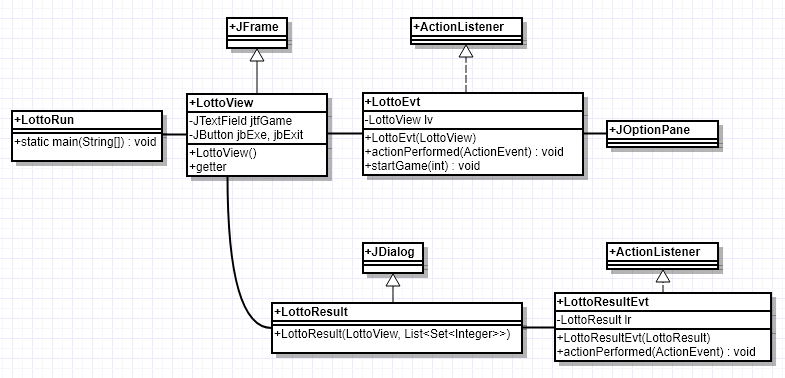 +JFrame
+ActionListener
+LottoRun
+static main(String[]) : void
+LottoView
-JTextField jtfGame
-JButton jbExe, jbExit
+LottoView()
+getter
+LottoEvt
-LottoView lv
+LottoEvt(LottoView)
+actionPerformed(ActionEvent) : void
+startGame(int) : void
+JOptionPane
+JDialog
+ActionListener
+LottoResult
+LottoResult(LottoView, List<Set<Integer>>)
+LottoResultEvt
-LottoResult lr
+LottoResultEvt(LottoResult)
+actionPerformed(ActionEvent) : void